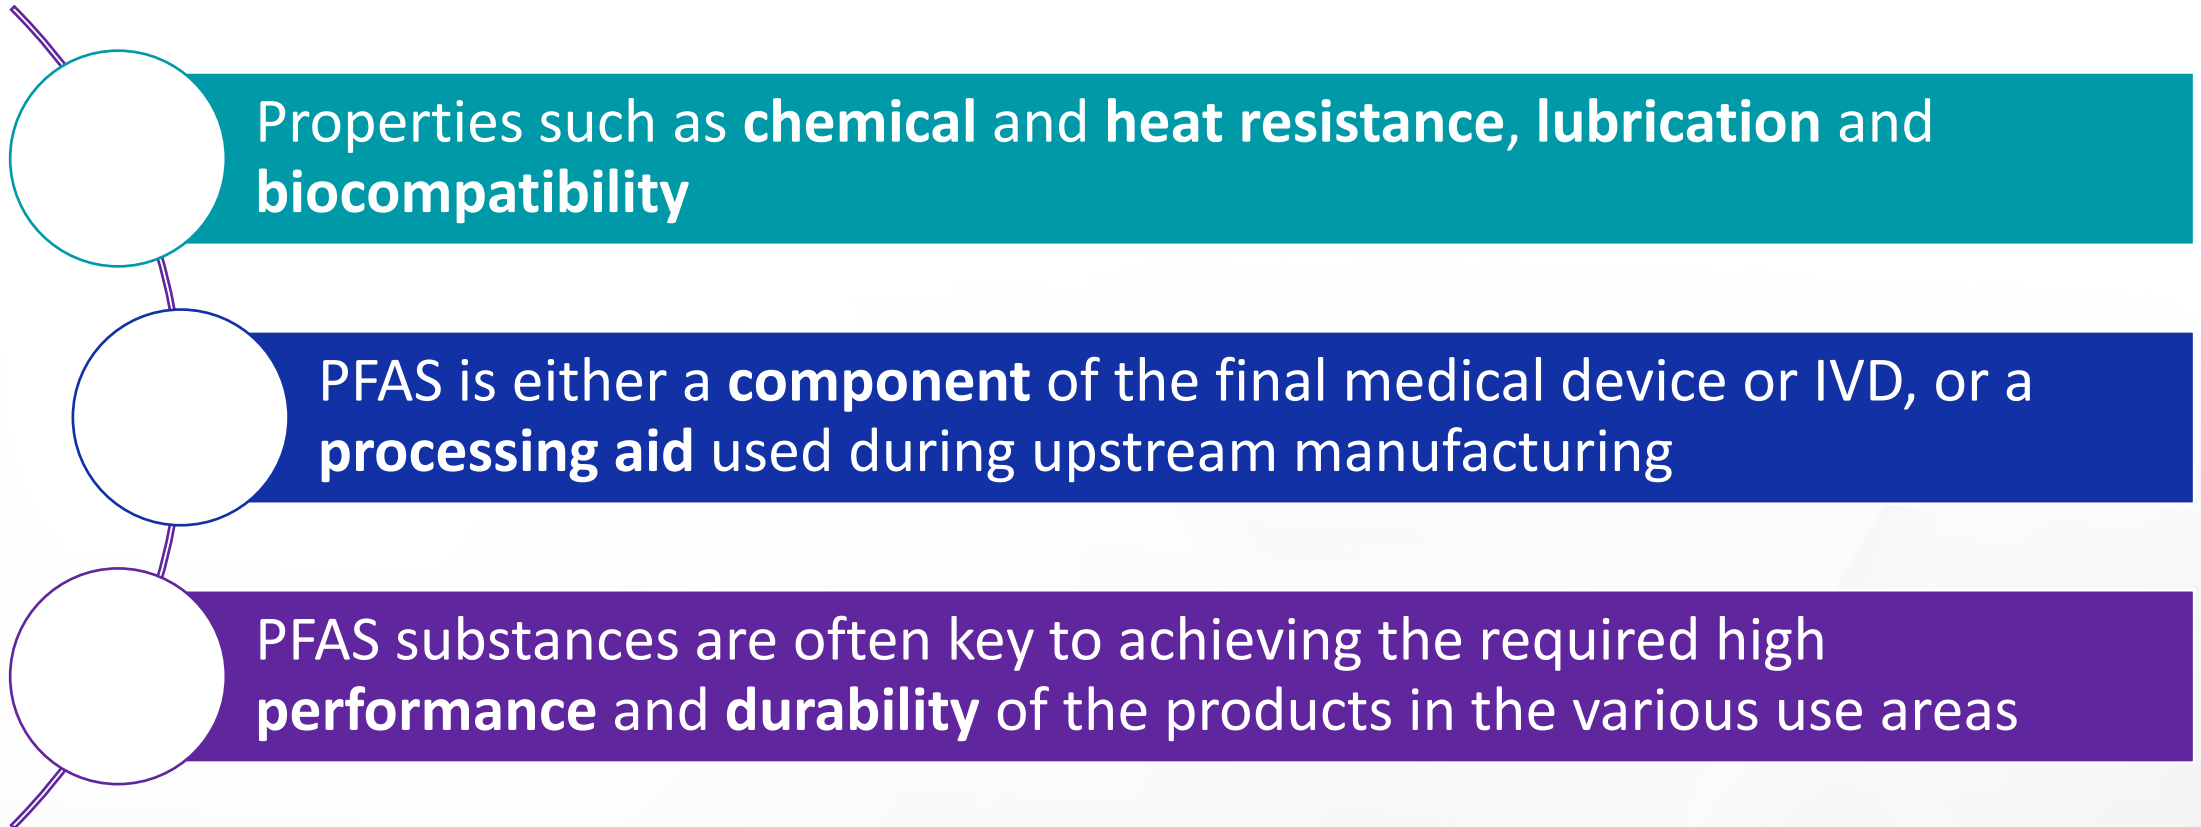 Properties such as chemical and heat resistance, lubrication and
biocompatibility
PFAS is either a component of the final medical device or IVD, or a
processing aid used during upstream manufacturing
PFAS substances are often key to achieving the required high
performance and durability of the products in the various use areas